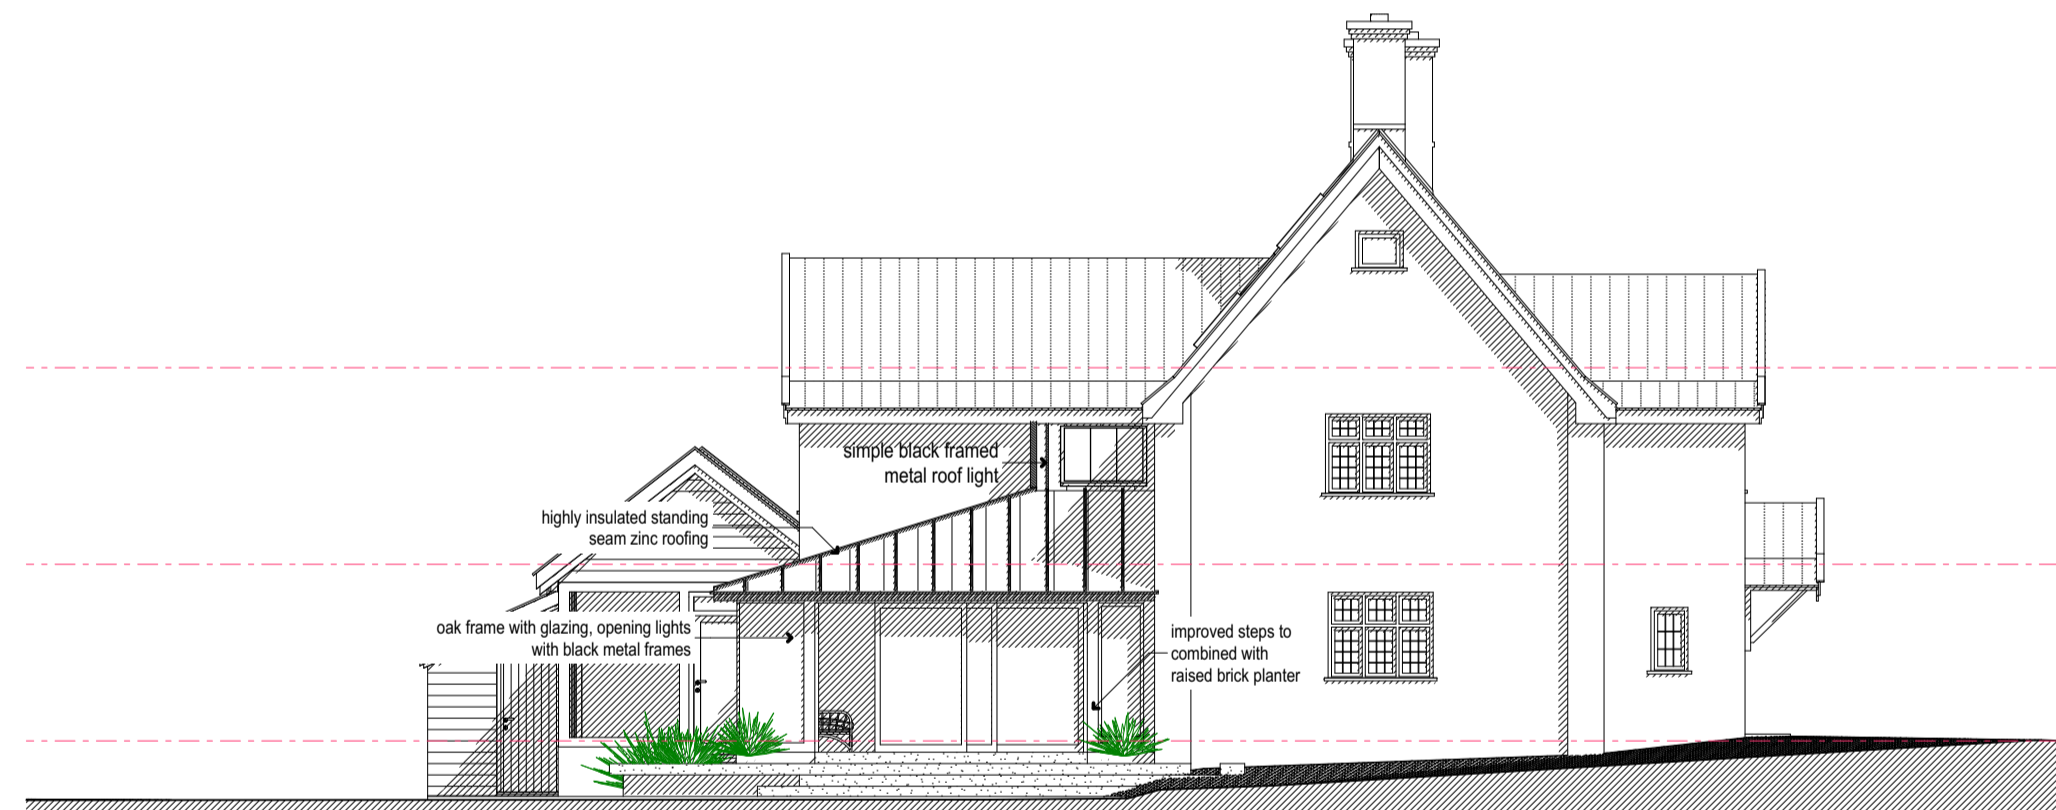 simple black framed
metal roof light
highly insulated standing
seam zinc roofing
oak frame with glazing, opening lights
with black metal frames
improved steps to
combined with
raised brick planter